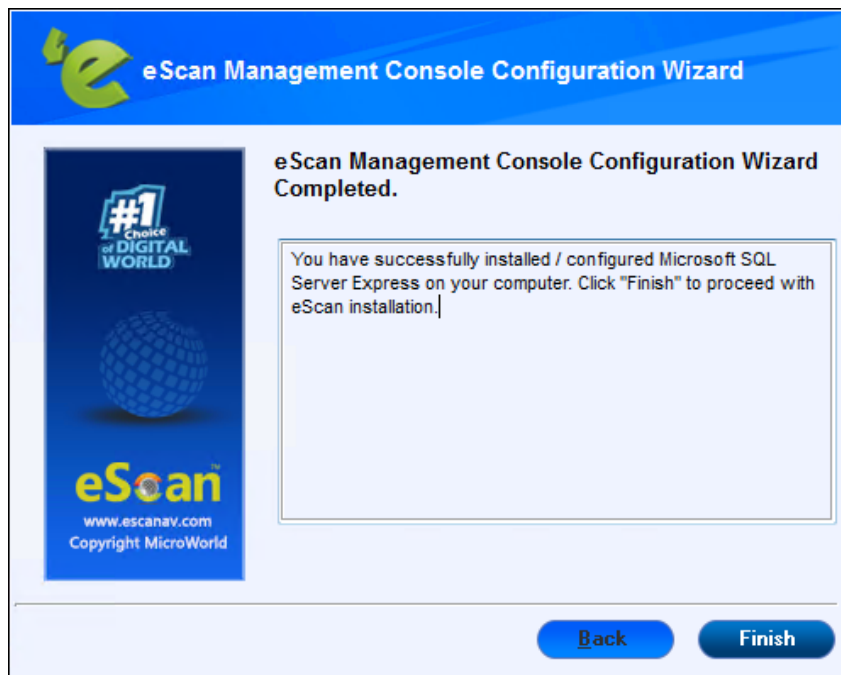 eScan Management Console Configuration Wizard
#1
Choice
of DIGITAL
WORLD
eScan™
www.escanav.com
Copyright MicroWorld
eScan Management Console Configuration Wizard
Completed.
You have successfully installed / configured Microsoft SQL
Server Express on your computer. Click "Finish" to proceed with
eScan installation.
Back
Finish